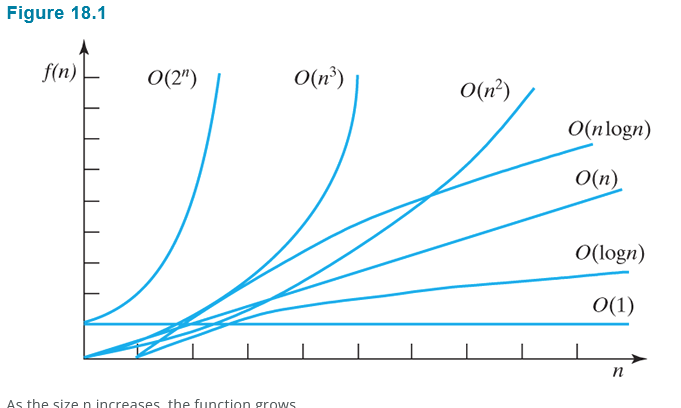 Figure 18.1
f(n)
O(2ⁿ)
O(n³)
O(n²)
O(nlogn)
O(n)
O(logn)
O(1)
n
As the size n increases, the function grows